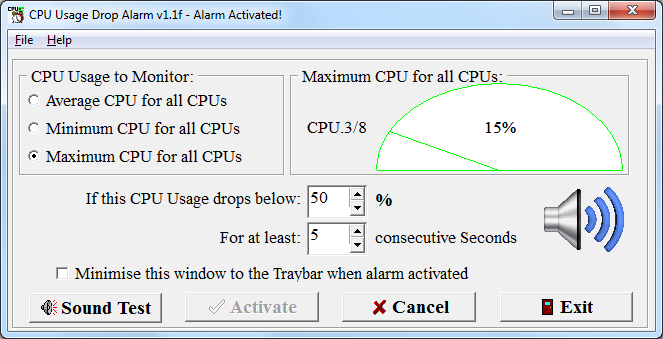 CPU Usage Drop Alarm v1.1f - Alarm Activated!
File Help
CPU Usage to Monitor:
Average CPU for all CPUs
Minimum CPU for all CPUs
Maximum CPU for all CPUs
Maximum CPU for all CPUs:
CPU.3/8
15%
If this CPU Usage drops below: 50 %
For at least: 5 consecutive Seconds
Minimise this window to the Traybar when alarm activated
Sound Test Activate Cancel Exit